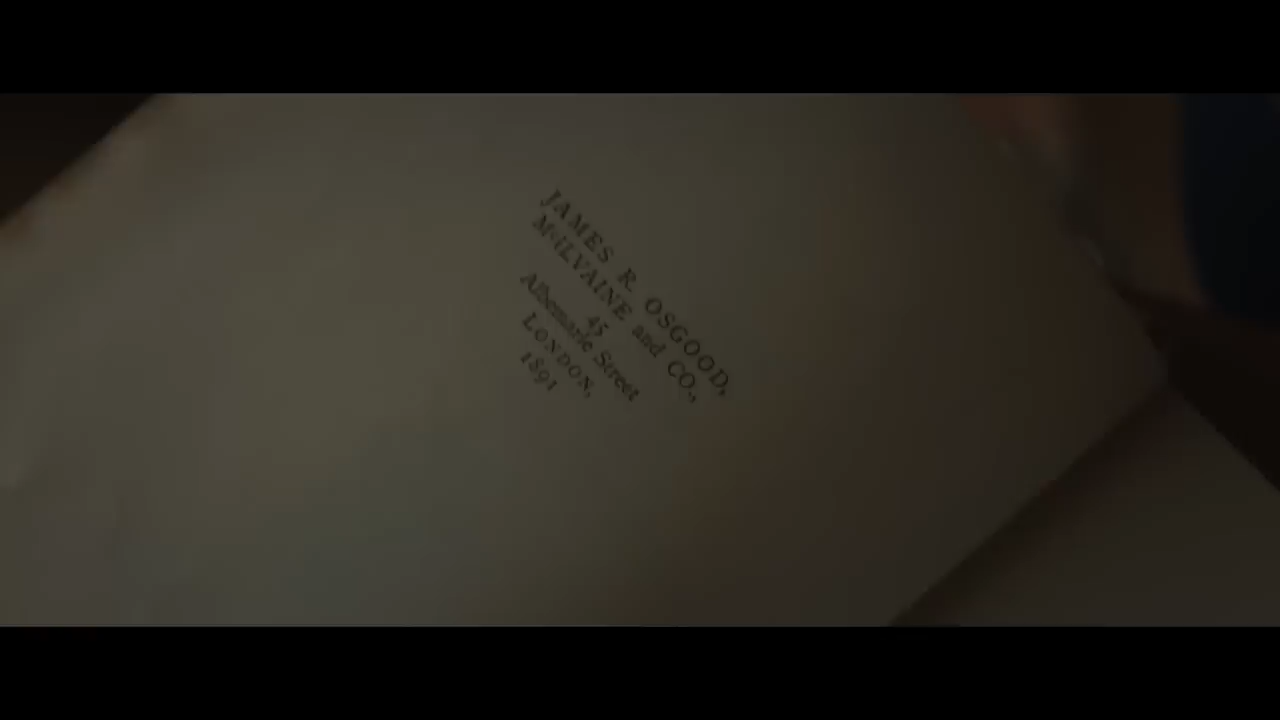 JAMES R. OSGOOD,
McILVAINE and CO.,
45
Albemarle Street
LONDON,
1891